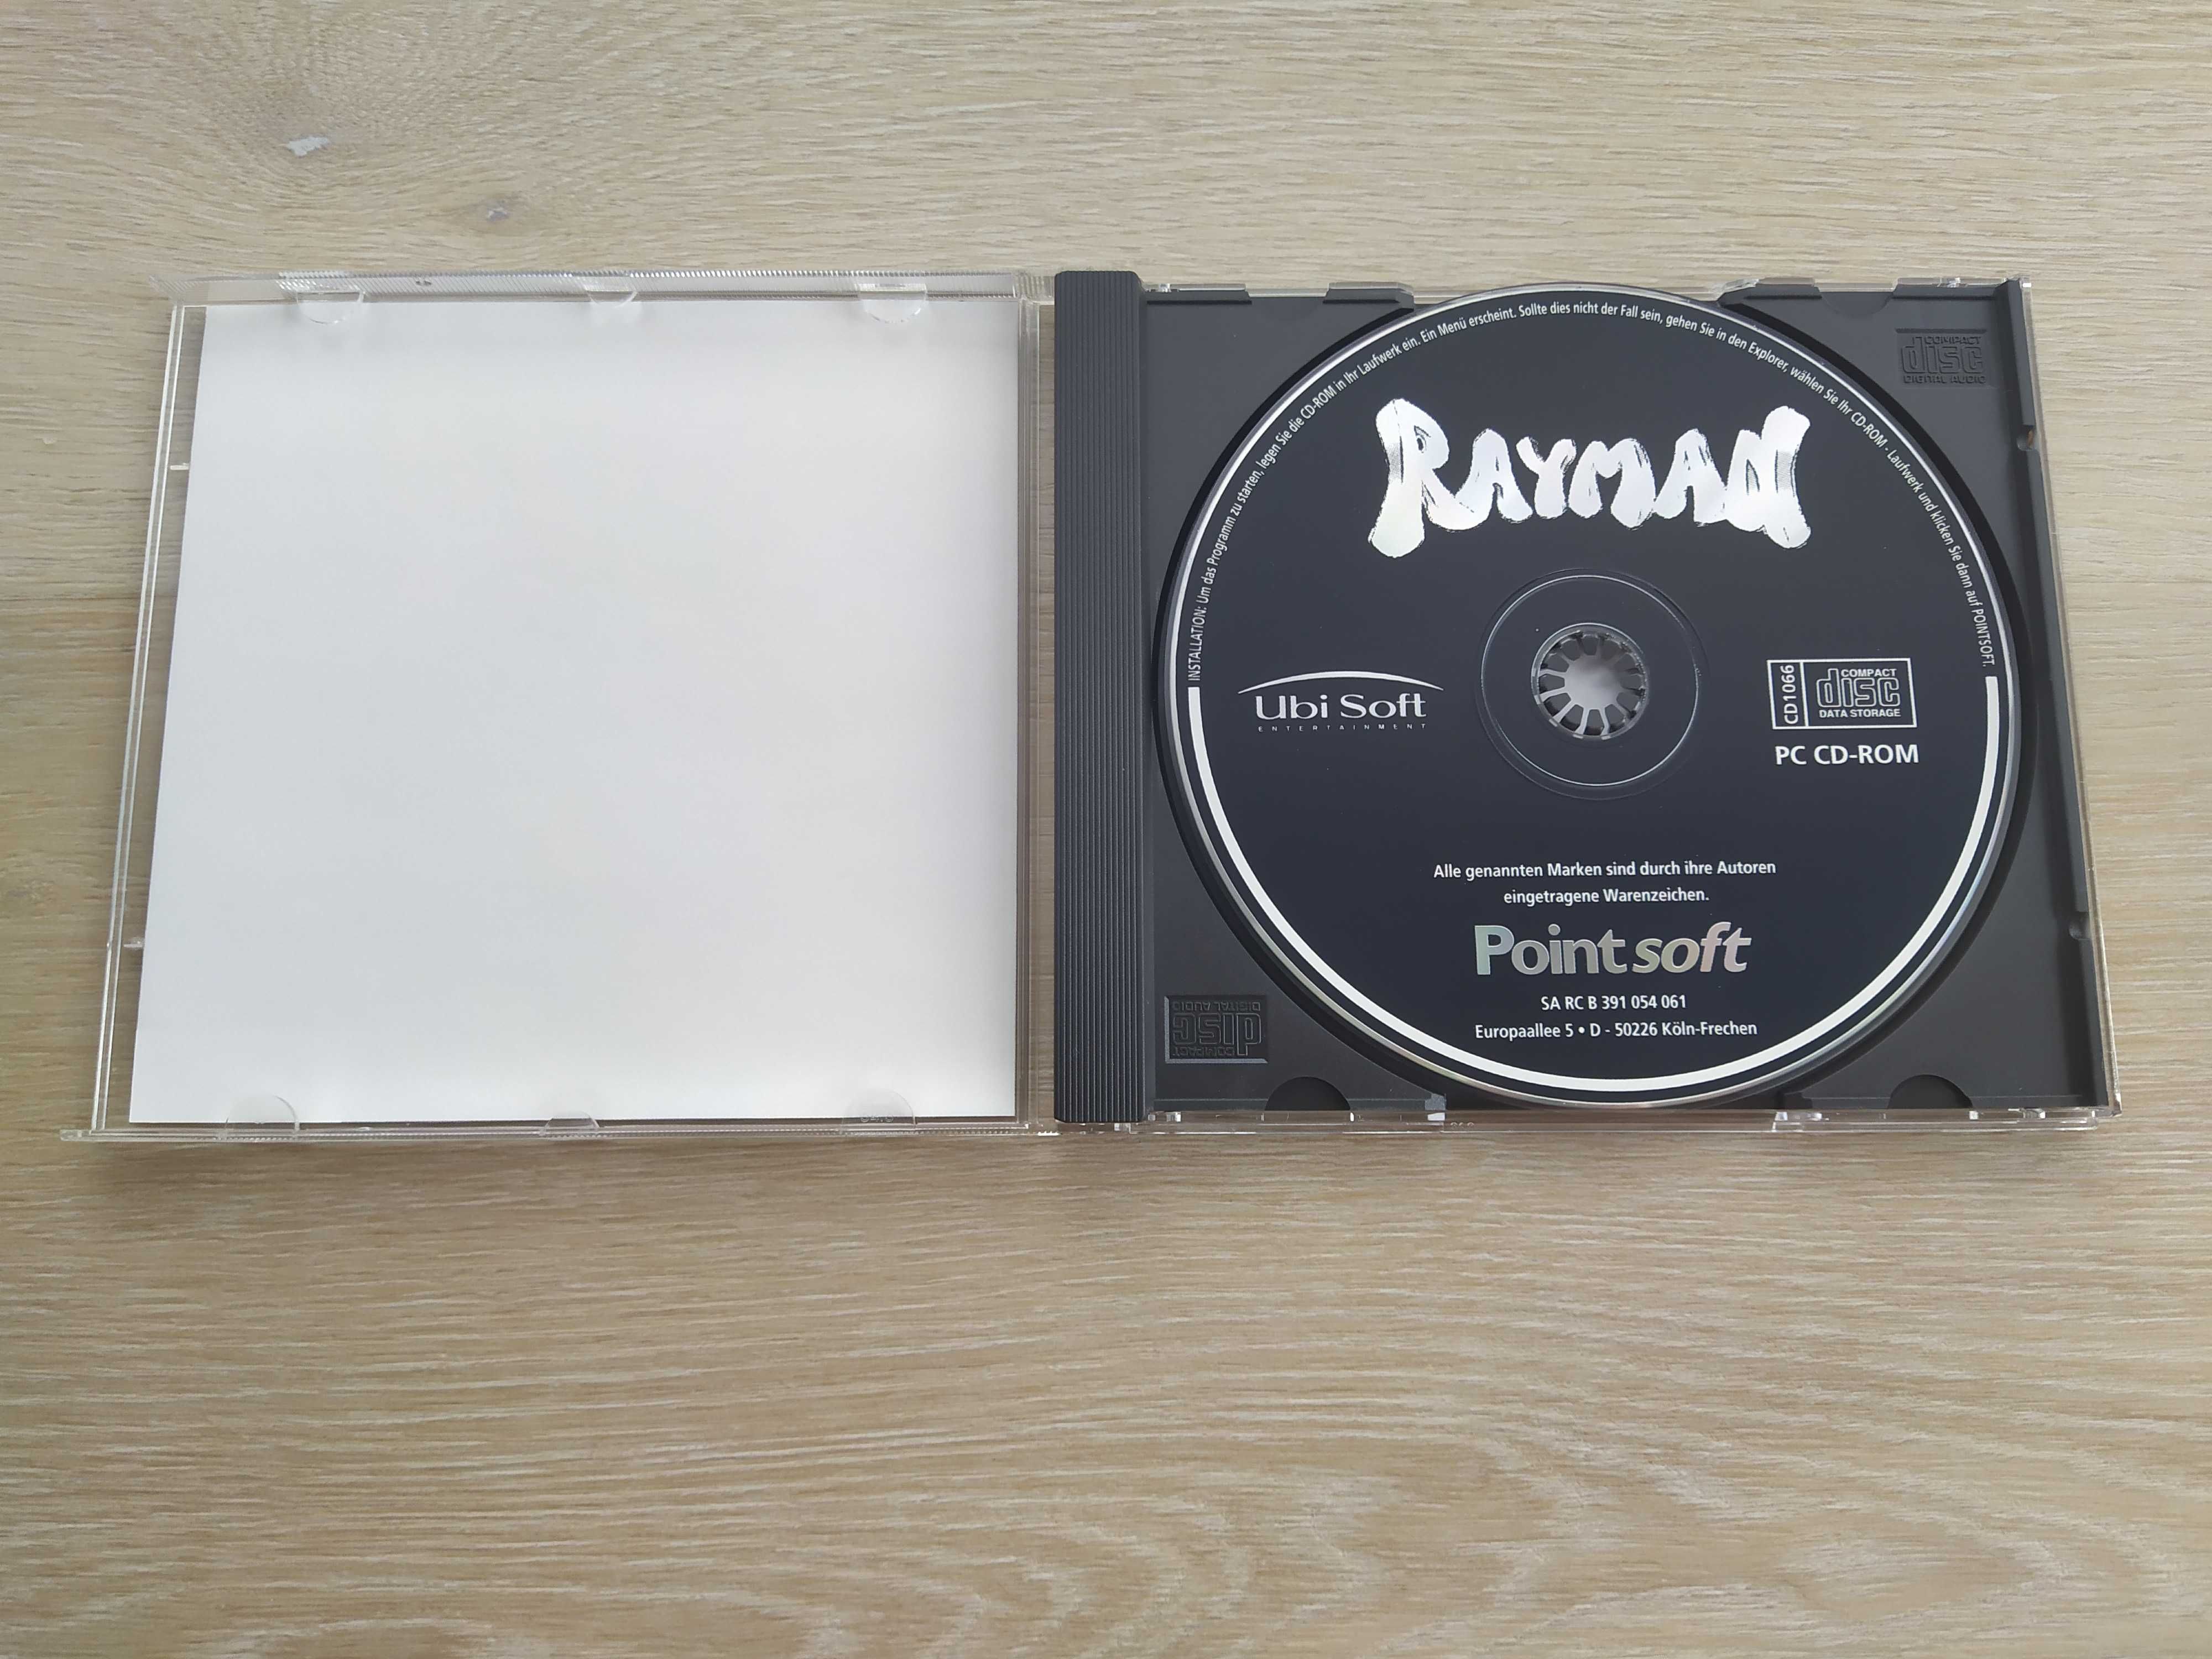 INSTALLATION: Um das Programm zu starten, legen Sie die CD-ROM in Ihr Laufwerk ein. Ein Menü erscheint. Sollte dies nicht der Fall sein, gehen Sie in den Explorer, wählen Sie Ihr CD-ROM - Laufwerk und klicken Sie dann auf POINTSOFT.
COMPACT
disc
DIGITAL AUDIO
RAYMAN
Ubi Soft
ENTERTAINMENT
CD1066
COMPACT
disc
DATA STORAGE
PC CD-ROM
Alle genannten Marken sind durch ihre Autoren
eingetragene Warenzeichen.
Point soft
SA RC B 391 054 061
Europaallee 5 • D - 50226 Köln-Frechen
COMPACT
disc
DIGITAL AUDIO